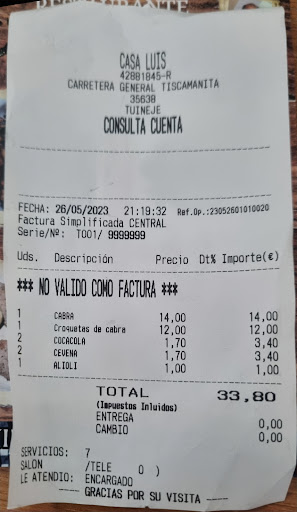 RESTAURANTE
CASA LUIS
42881845-R
CARRETERA GENERAL TISCAMANITA
35638
TUINEJE
CONSULTA CUENTA
FECHA: 26/05/2023 21:19:32 Ref.Op.:23052601010020
Factura Simplificada CENTRAL
Serie/Nº: T001/ 9999999
Uds. Descripción Precio Dt% Importe(€)
*** NO VALIDO COMO FACTURA ***
1 CABRA 14,00 14,00
1 Croquetas de cabra 12,00 12,00
2 COCACOLA 1,70 3,40
2 CEVENA 1,70 3,40
1 ALIOLI 1,00 1,00
TOTAL 33,80
(Impuestos Inluidos)
ENTREGA 0,00
CAMBIO 0,00
SERVICIOS: 7
SALON /TELE 0 )
LE ATENDIO: ENCARGADO
GRACIAS POR SU VISITA